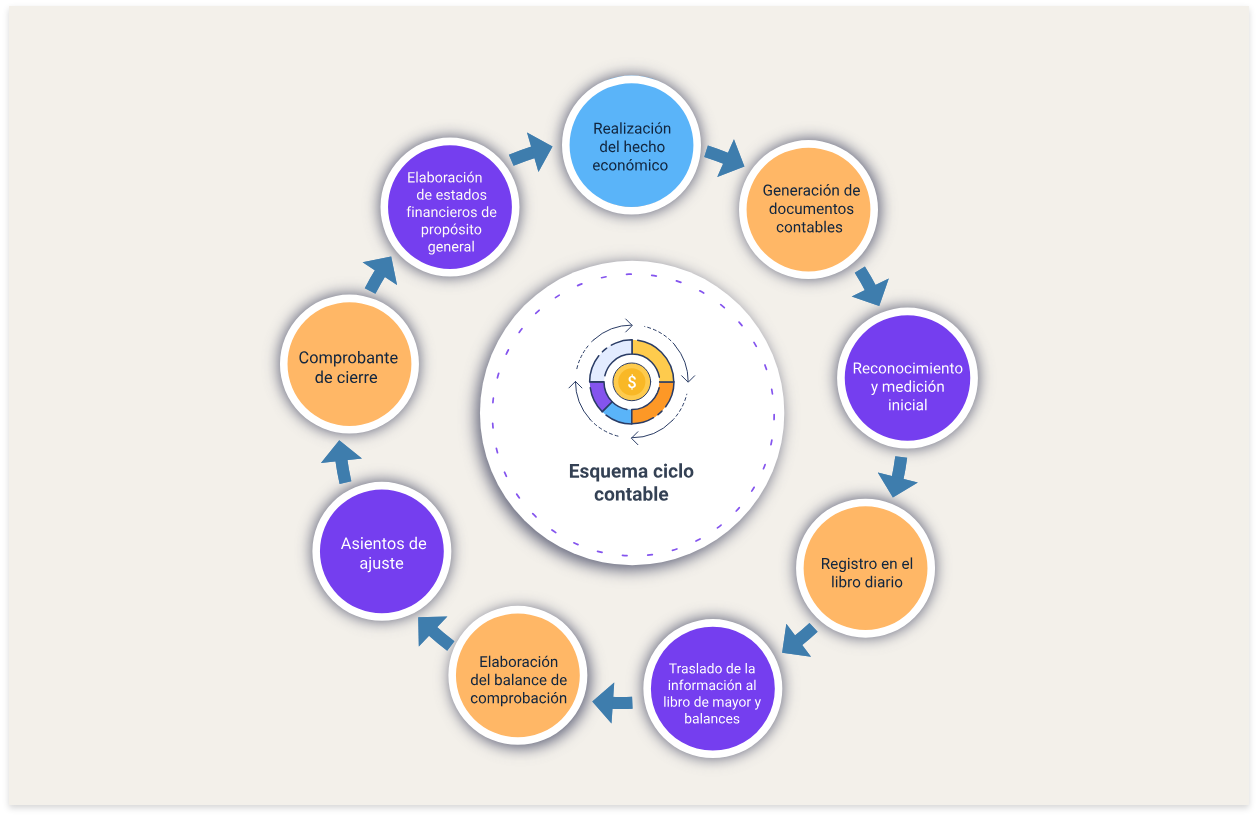 Realización
del hecho
económico
Generación de
documentos
contables
Reconocimiento
y medición
inicial
Registro en el
libro diario
Traslado de la
información al
libro de mayor y
balances
Elaboración
del balance de
comprobación
Asientos de
ajuste
Comprobante
de cierre
Elaboración
de estados
financieros de
propósito
general
$
Esquema ciclo
contable